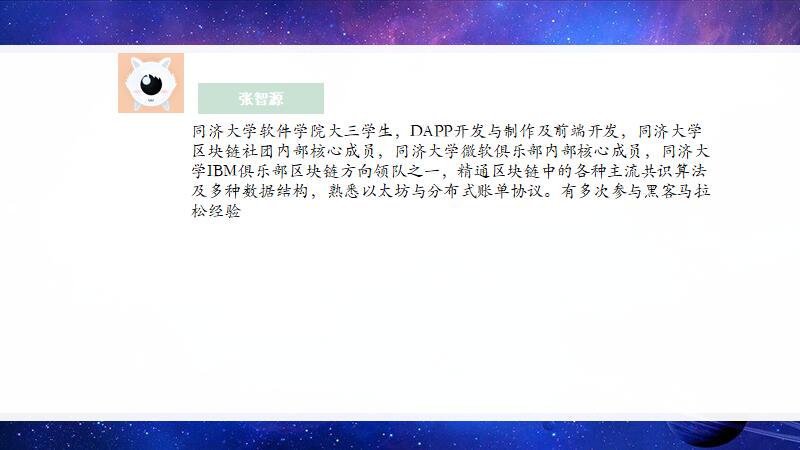 张智源
同济大学软件学院大三学生，DAPP开发与制作及前端开发，同济大学
区块链社团内部核心成员，同济大学微软俱乐部内部核心成员，同济大
学IBM俱乐部区块链方向领队之一，精通区块链中的各种主流共识算法
及多种数据结构，熟悉以太坊与分布式账单协议。有多次参与黑客马拉
松经验